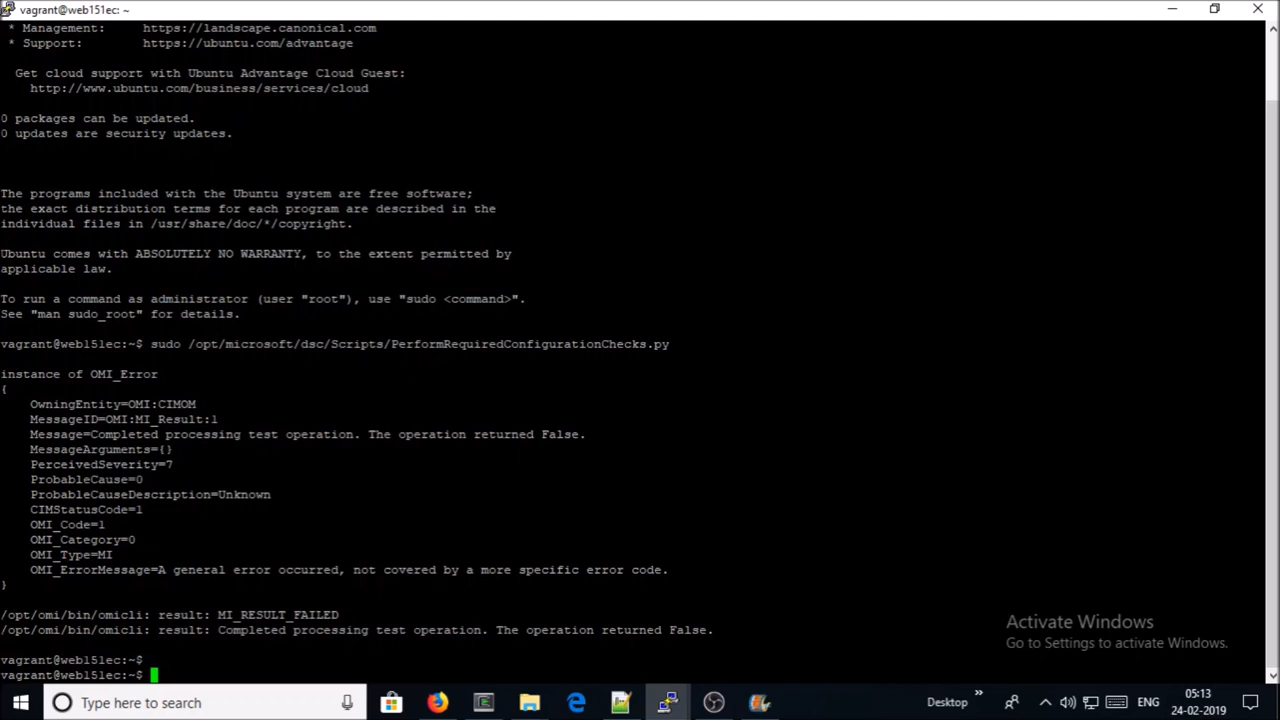 vagrant@web151ec: ~
* Management:     https://landscape.canonical.com
* Support:        https://ubuntu.com/advantage
Get cloud support with Ubuntu Advantage Cloud Guest:
http://www.ubuntu.com/business/services/cloud
0 packages can be updated.
0 updates are security updates.
The programs included with the Ubuntu system are free software;
the exact distribution terms for each program are described in the
individual files in /usr/share/doc/*/copyright.
Ubuntu comes with ABSOLUTELY NO WARRANTY, to the extent permitted by
applicable law.
To run a command as administrator (user "root"), use "sudo <command>".
See "man sudo_root" for details.
vagrant@web151ec:~$ sudo /opt/microsoft/dsc/Scripts/PerformRequiredConfigurationChecks.py
instance of OMI_Error
{
OwningEntity=OMI:CIMOM
MessageID=OMI:MI_Result:1
Message=Completed processing test operation. The operation returned False.
MessageArguments={}
PerceivedSeverity=7
ProbableCause=0
ProbableCauseDescription=Unknown
CIMStatusCode=1
OMI_Code=1
OMI_Category=0
OMI_Type=MI
OMI_ErrorMessage=A general error occurred, not covered by a more specific error code.
}
/opt/omi/bin/omicli: result: MI_RESULT_FAILED
/opt/omi/bin/omicli: result: Completed processing test operation. The operation returned False.
vagrant@web151ec:~$
vagrant@web151ec:~$
Activate Windows
Go to Settings to activate Windows.
Type here to search
Desktop
ENG
05:13
24-02-2019